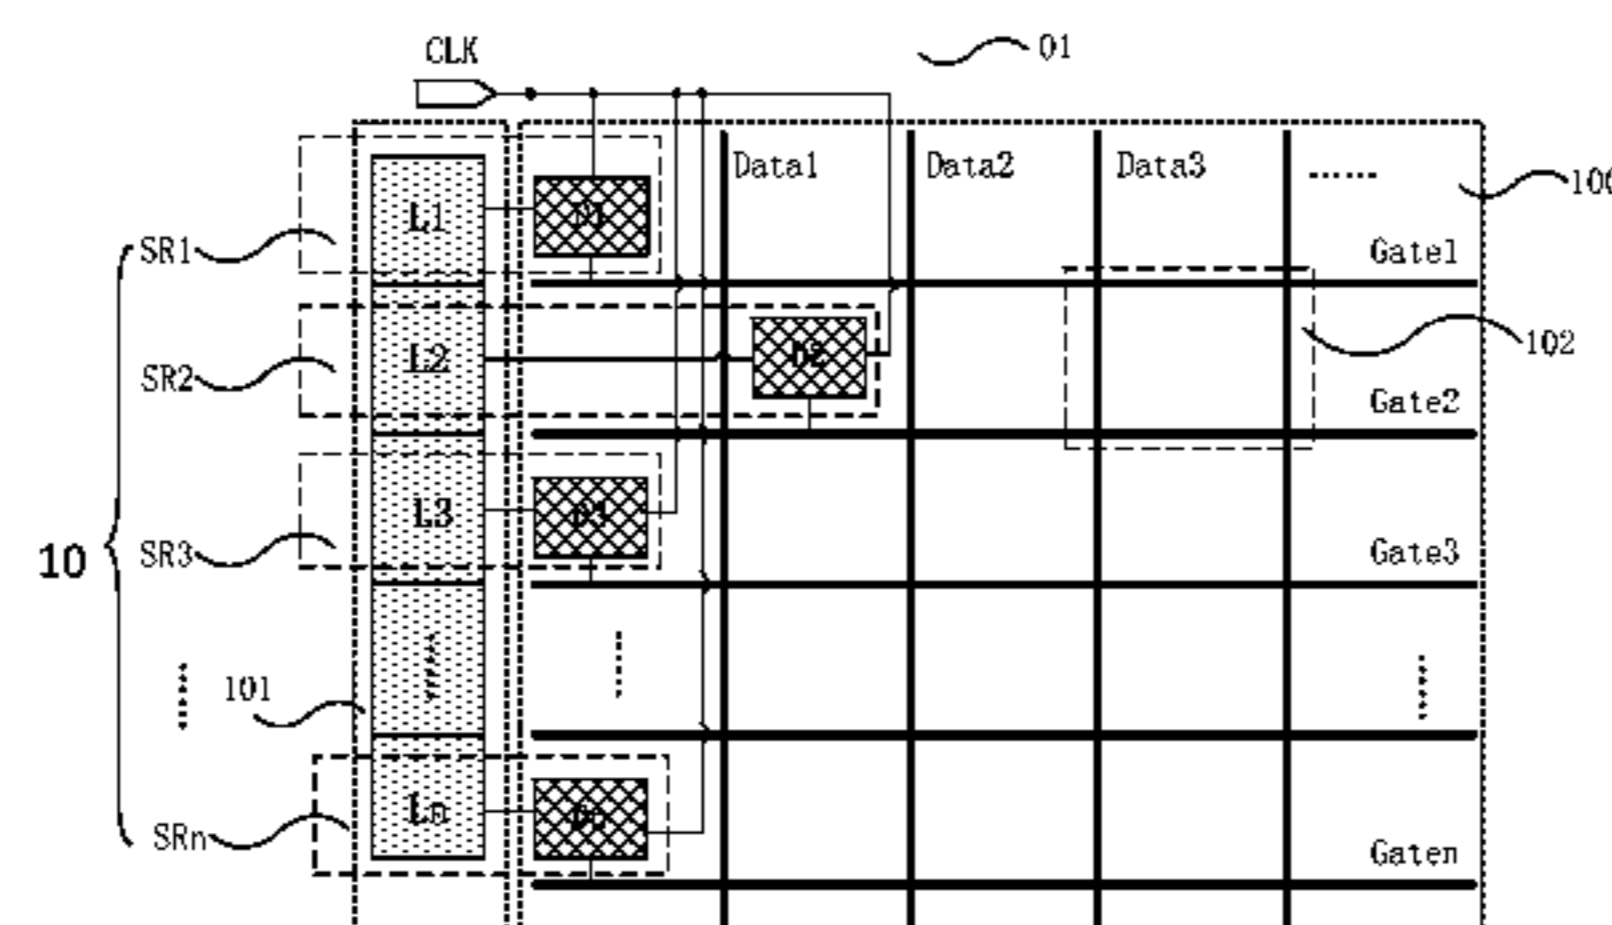 CLK
01
Data1 Data2 Data3 ......
100
L1 D1
SR1
Gate1
L2 D2
102
SR2
Gate2
L3 D3
10
SR3
Gate3
101
Ln
SRn
Gaten